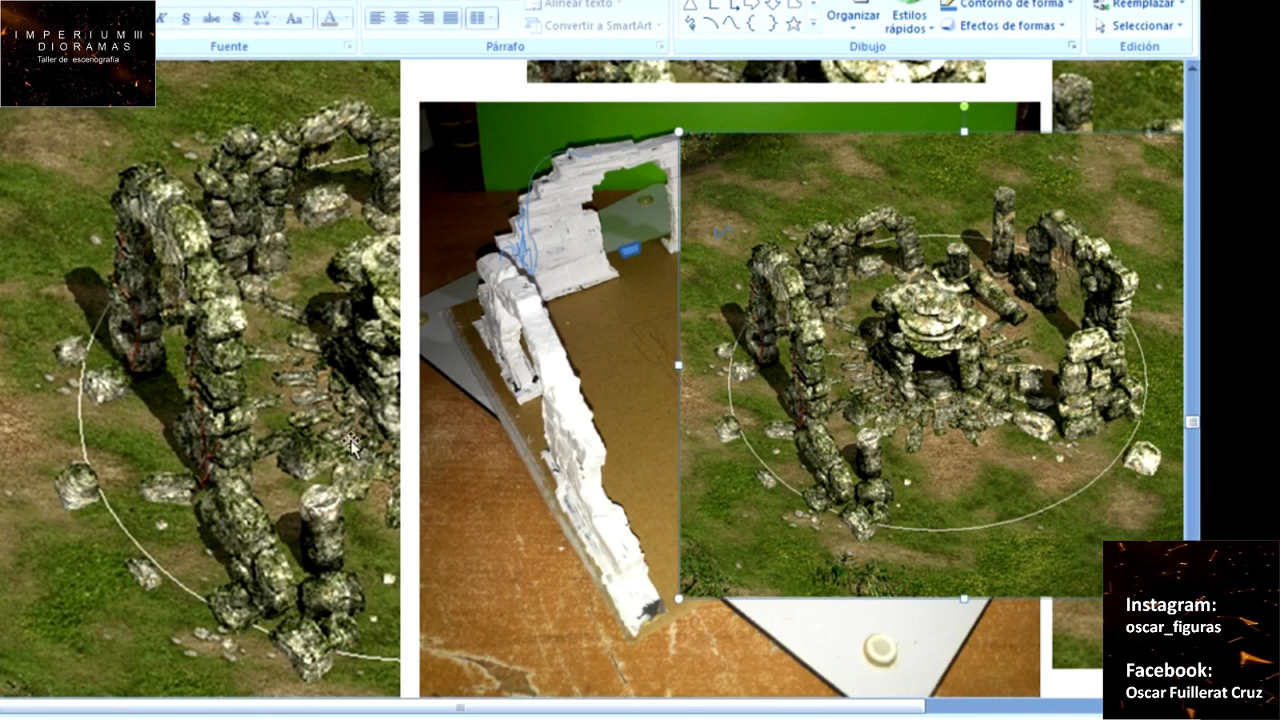 IMPERIUM III
DIORAMAS
Taller de escenografía
Alinear texto
Convertir a SmartArt
Organizar
Estilos
rápidos
Contorno de forma
Efectos de formas
Reemplazar
Seleccionar
Fuente
Párrafo
Dibujo
Edición
Instagram:
oscar_figuras
Facebook:
Oscar Fuillerat Cruz